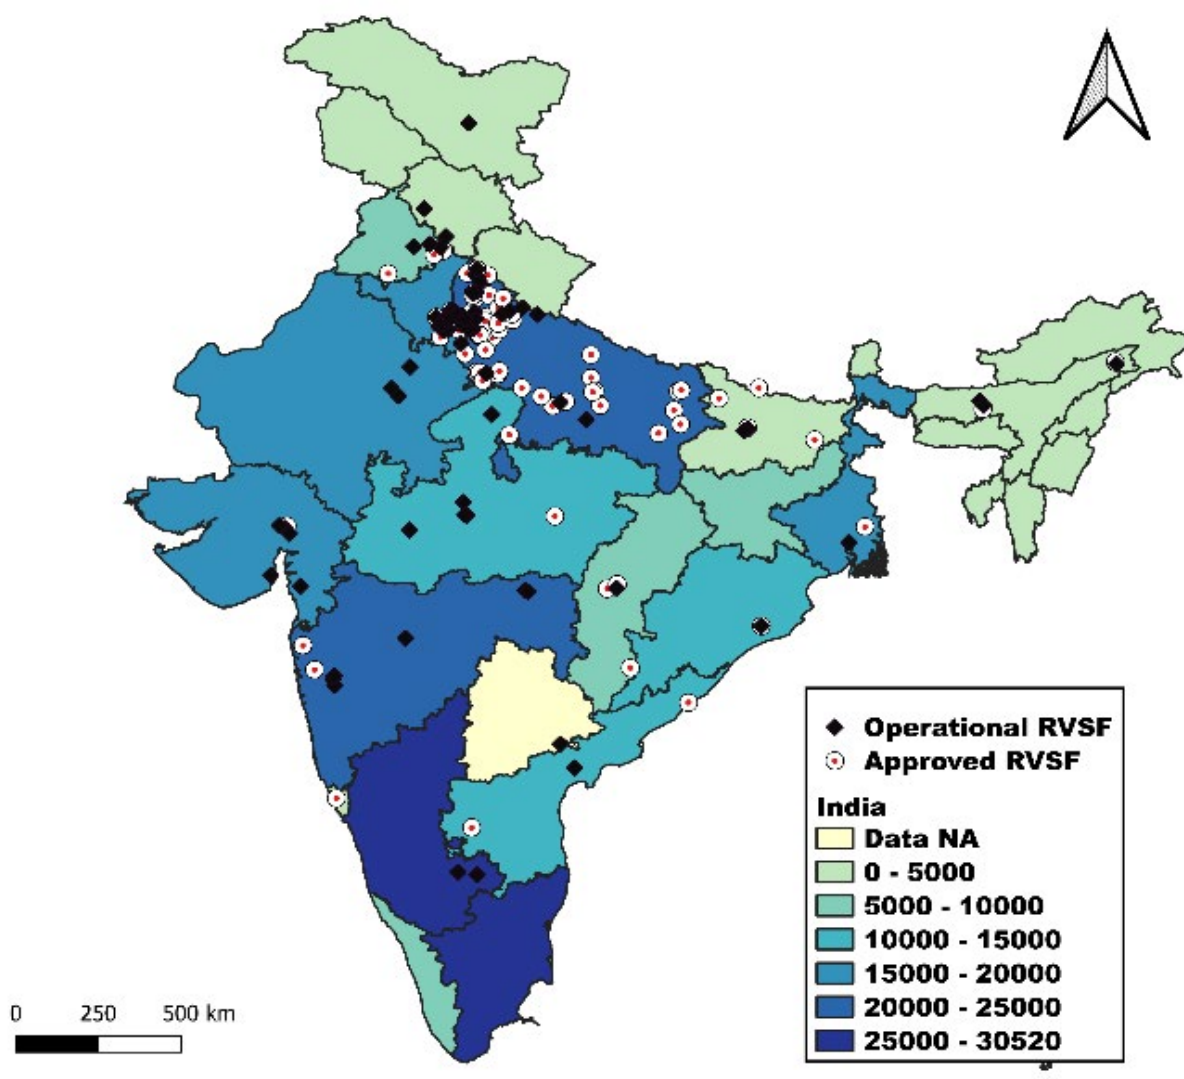 Operational RVSF
Approved RVSF
India
Data NA
0 - 5000
5000 - 10000
10000 - 15000
15000 - 20000
20000 - 25000
25000 - 30520
0 250 500 km